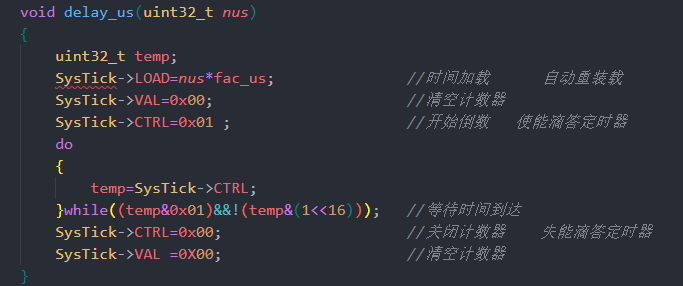 void delay_us(uint32_t nus)
{
    uint32_t temp;
    SysTick->LOAD=nus*fac_us;                //时间加载      自动重装载
    SysTick->VAL=0x00;                       //清空计数器
    SysTick->CTRL=0x01 ;                     //开始倒数   使能滴答定时器
    do
    {
        temp=SysTick->CTRL;
    }while((temp&0x01)&&!(temp&(1<<16)));   //等待时间到达
    SysTick->CTRL=0x00;                      //关闭计数器    失能滴答定时器
    SysTick->VAL =0X00;                      //清空计数器
}